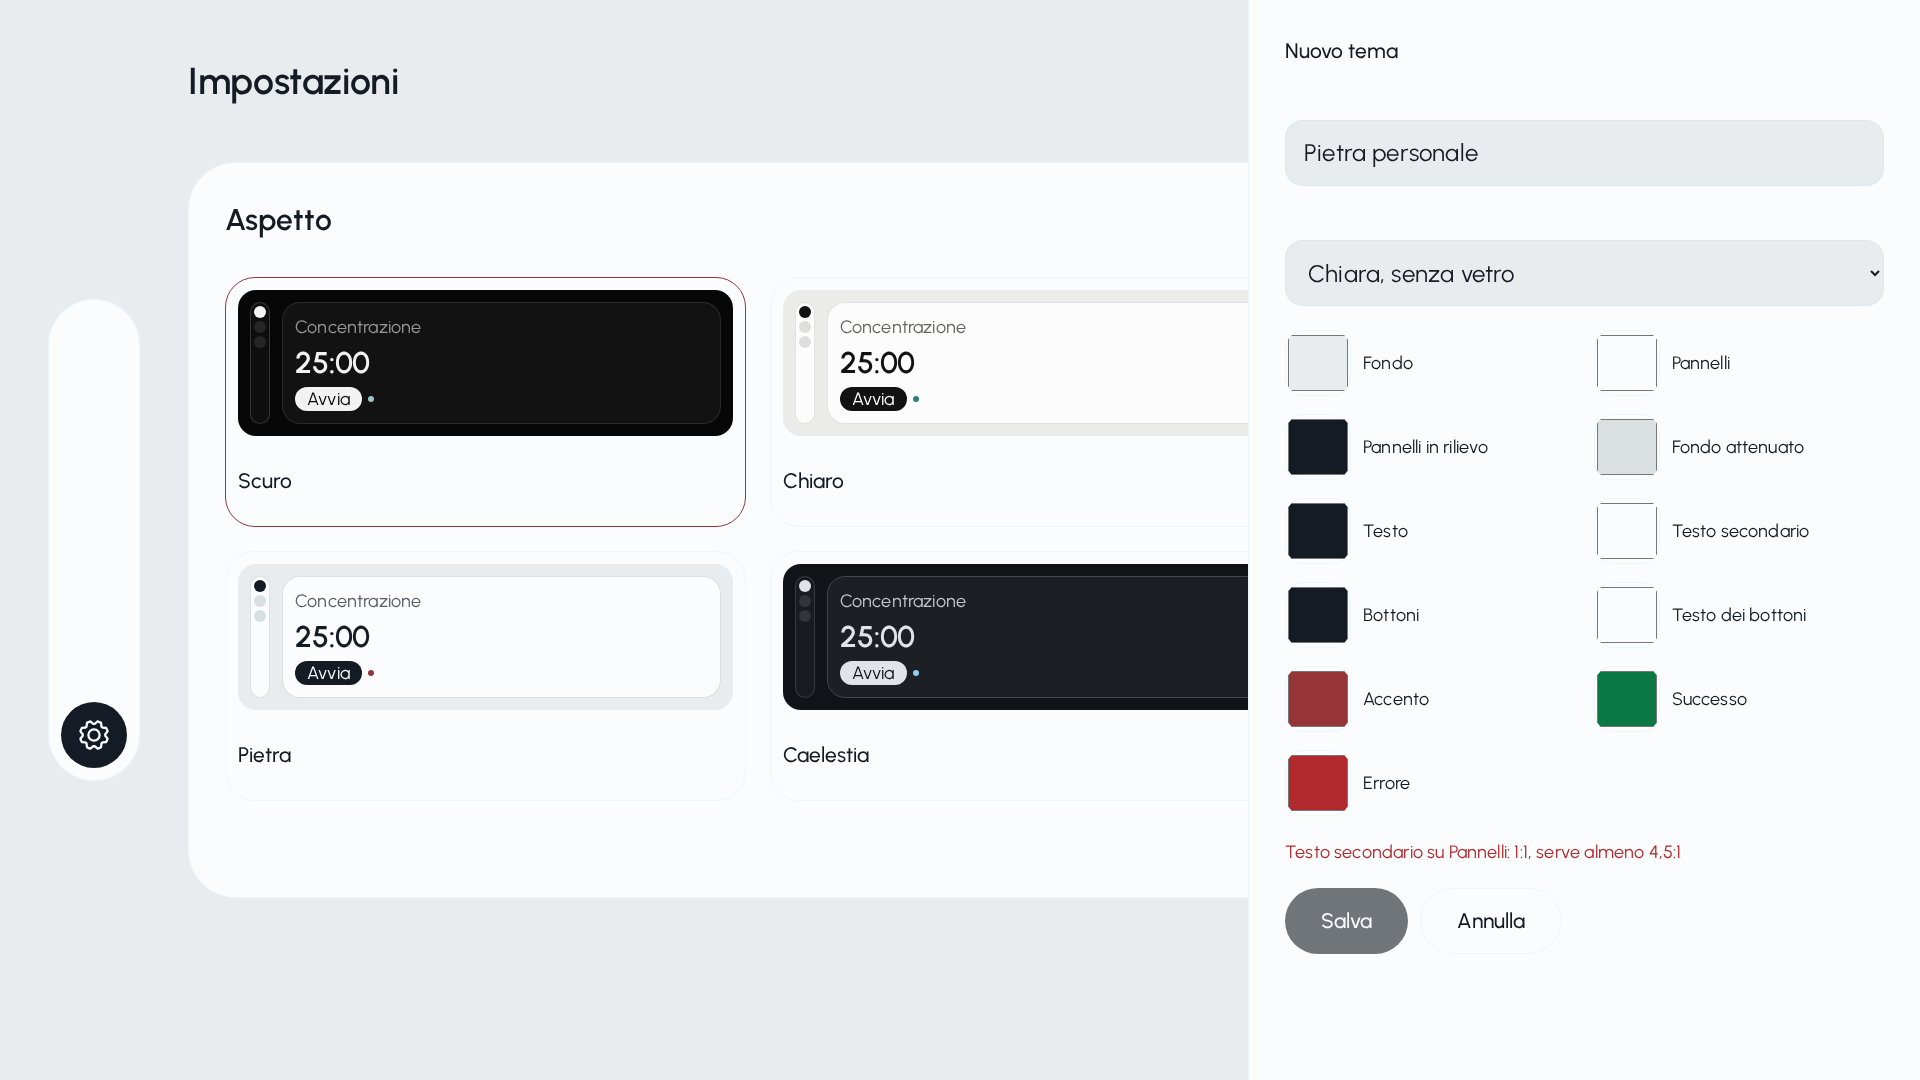 Impostazioni
Aspetto
Concentrazione
25:00
Avvia
Scuro
Concentrazione
25:00
Avvia
Chiaro
Concentrazione
25:00
Avvia
Pietra
Concentrazione
25:00
Avvia
Caelestia
Nuovo tema
Pietra personale
Chiara, senza vetro
Fondo
Pannelli
Pannelli in rilievo
Fondo attenuato
Testo
Testo secondario
Bottoni
Testo dei bottoni
Accento
Successo
Errore
Testo secondario su Pannelli: 1:1, serve almeno 4,5:1
Salva
Annulla